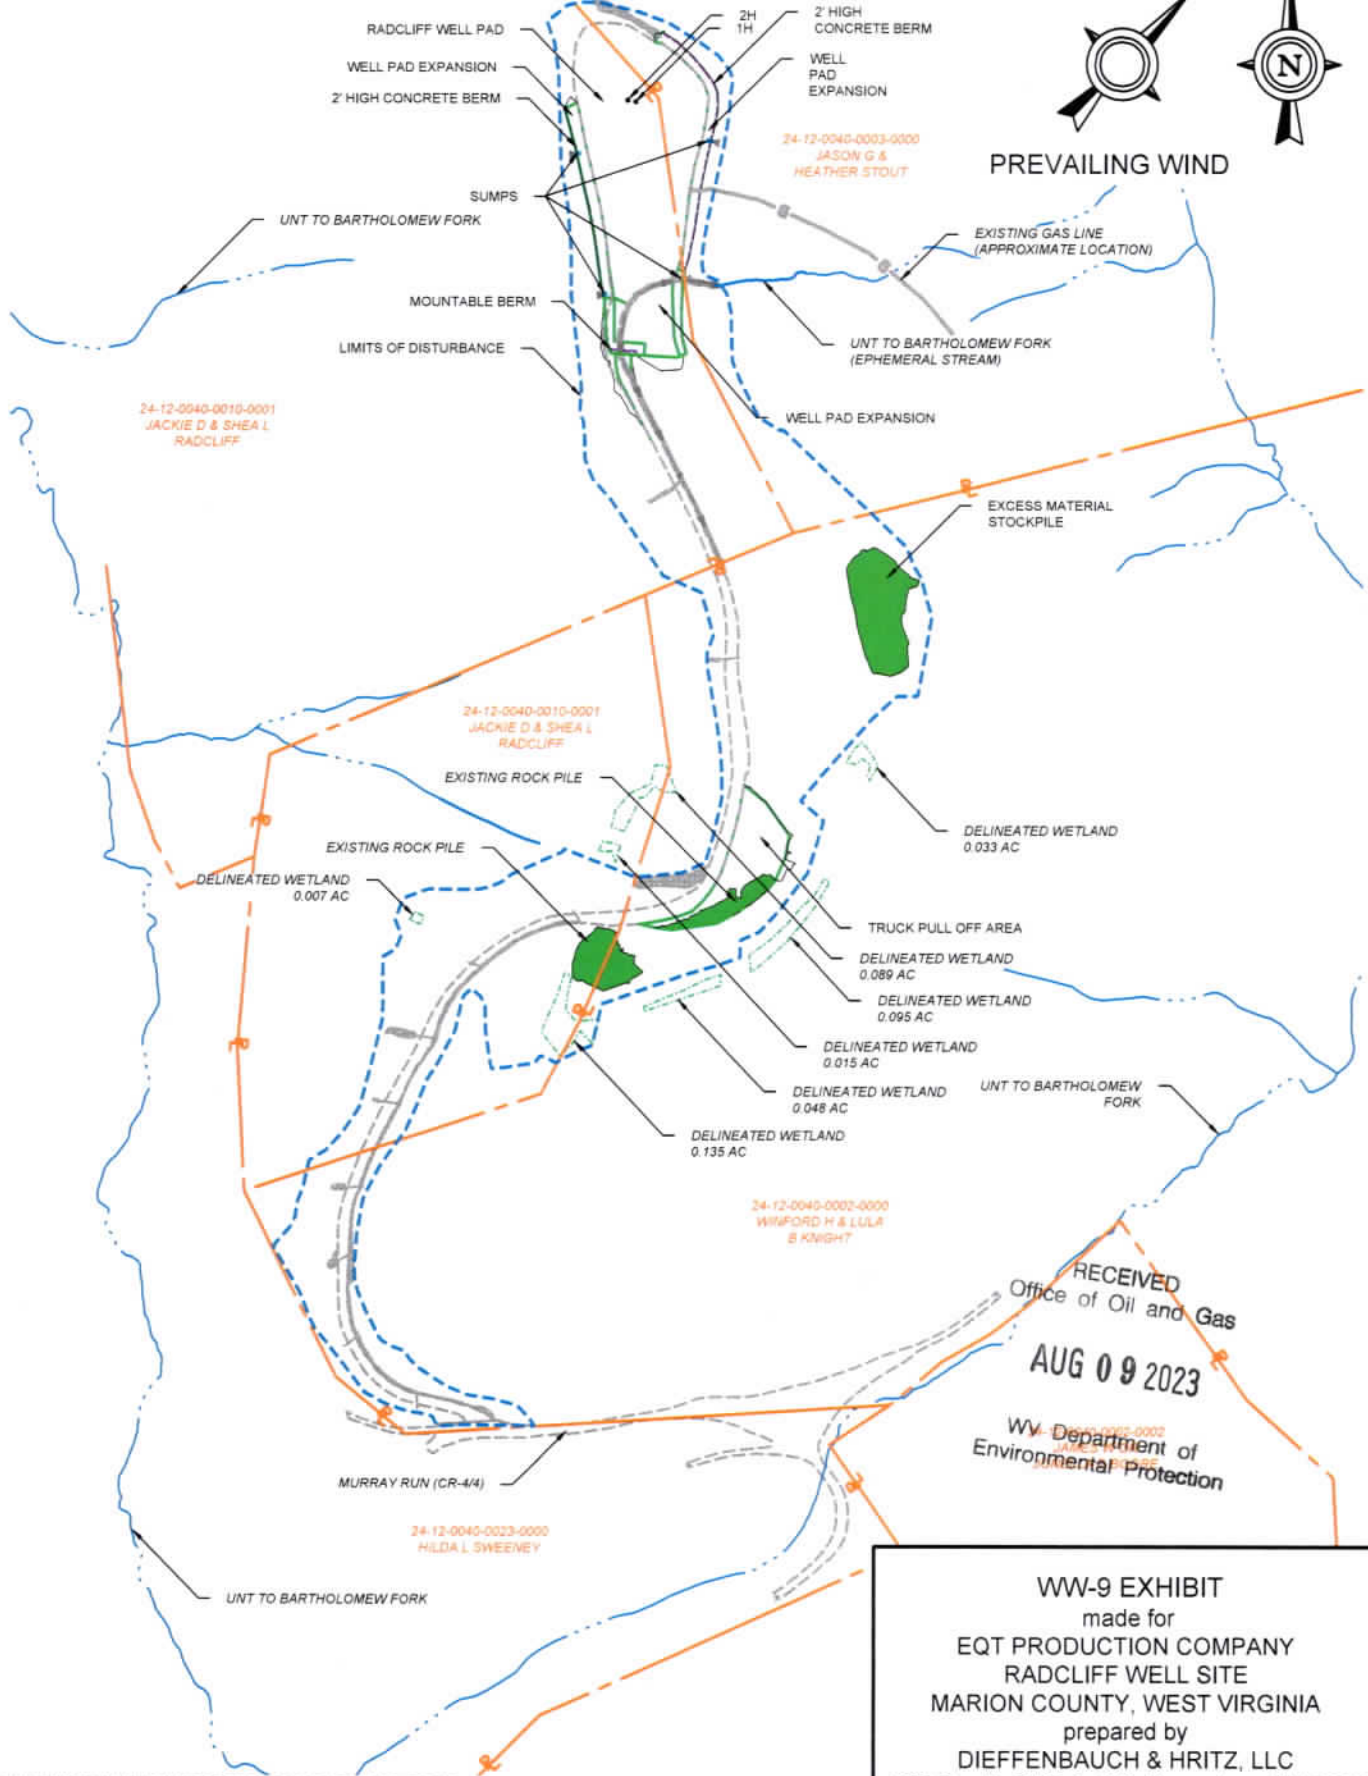 RADCLIFF WELL PAD
2H
1H
2' HIGH
CONCRETE BERM
WELL PAD EXPANSION
WELL
PAD
EXPANSION
2' HIGH CONCRETE BERM
N
PREVAILING WIND
24-12-0040-0003-0000
JASON G &
HEATHER STOUT
SUMPS
UNT TO BARTHOLOMEW FORK
EXISTING GAS LINE
(APPROXIMATE LOCATION)
G
G
MOUNTABLE BERM
LIMITS OF DISTURBANCE
UNT TO BARTHOLOMEW FORK
(EPHEMERAL STREAM)
24-12-0040-0010-0001
JACKIE D & SHEA L
RADCLIFF
WELL PAD EXPANSION
EXCESS MATERIAL
STOCKPILE
24-12-0040-0010-0001
JACKIE D & SHEA L
RADCLIFF
EXISTING ROCK PILE
DELINEATED WETLAND
0.033 AC
EXISTING ROCK PILE
DELINEATED WETLAND
0.007 AC
TRUCK PULL OFF AREA
DELINEATED WETLAND
0.089 AC
DELINEATED WETLAND
0.095 AC
DELINEATED WETLAND
0.015 AC
DELINEATED WETLAND
0.048 AC
UNT TO BARTHOLOMEW
FORK
DELINEATED WETLAND
0.135 AC
24-12-0040-0002-0000
WINFORD H & LULA
B KNIGHT
RECEIVED
Office of Oil and Gas
AUG 09 2023
WV Department of
Environmental Protection
MURRAY RUN (CR-4/4)
24-12-0040-0023-0000
HILDA L SWEENEY
UNT TO BARTHOLOMEW FORK
WW-9 EXHIBIT
made for
EQT PRODUCTION COMPANY
RADCLIFF WELL SITE
MARION COUNTY, WEST VIRGINIA
prepared by
DIEFFENBAUCH & HRITZ, LLC